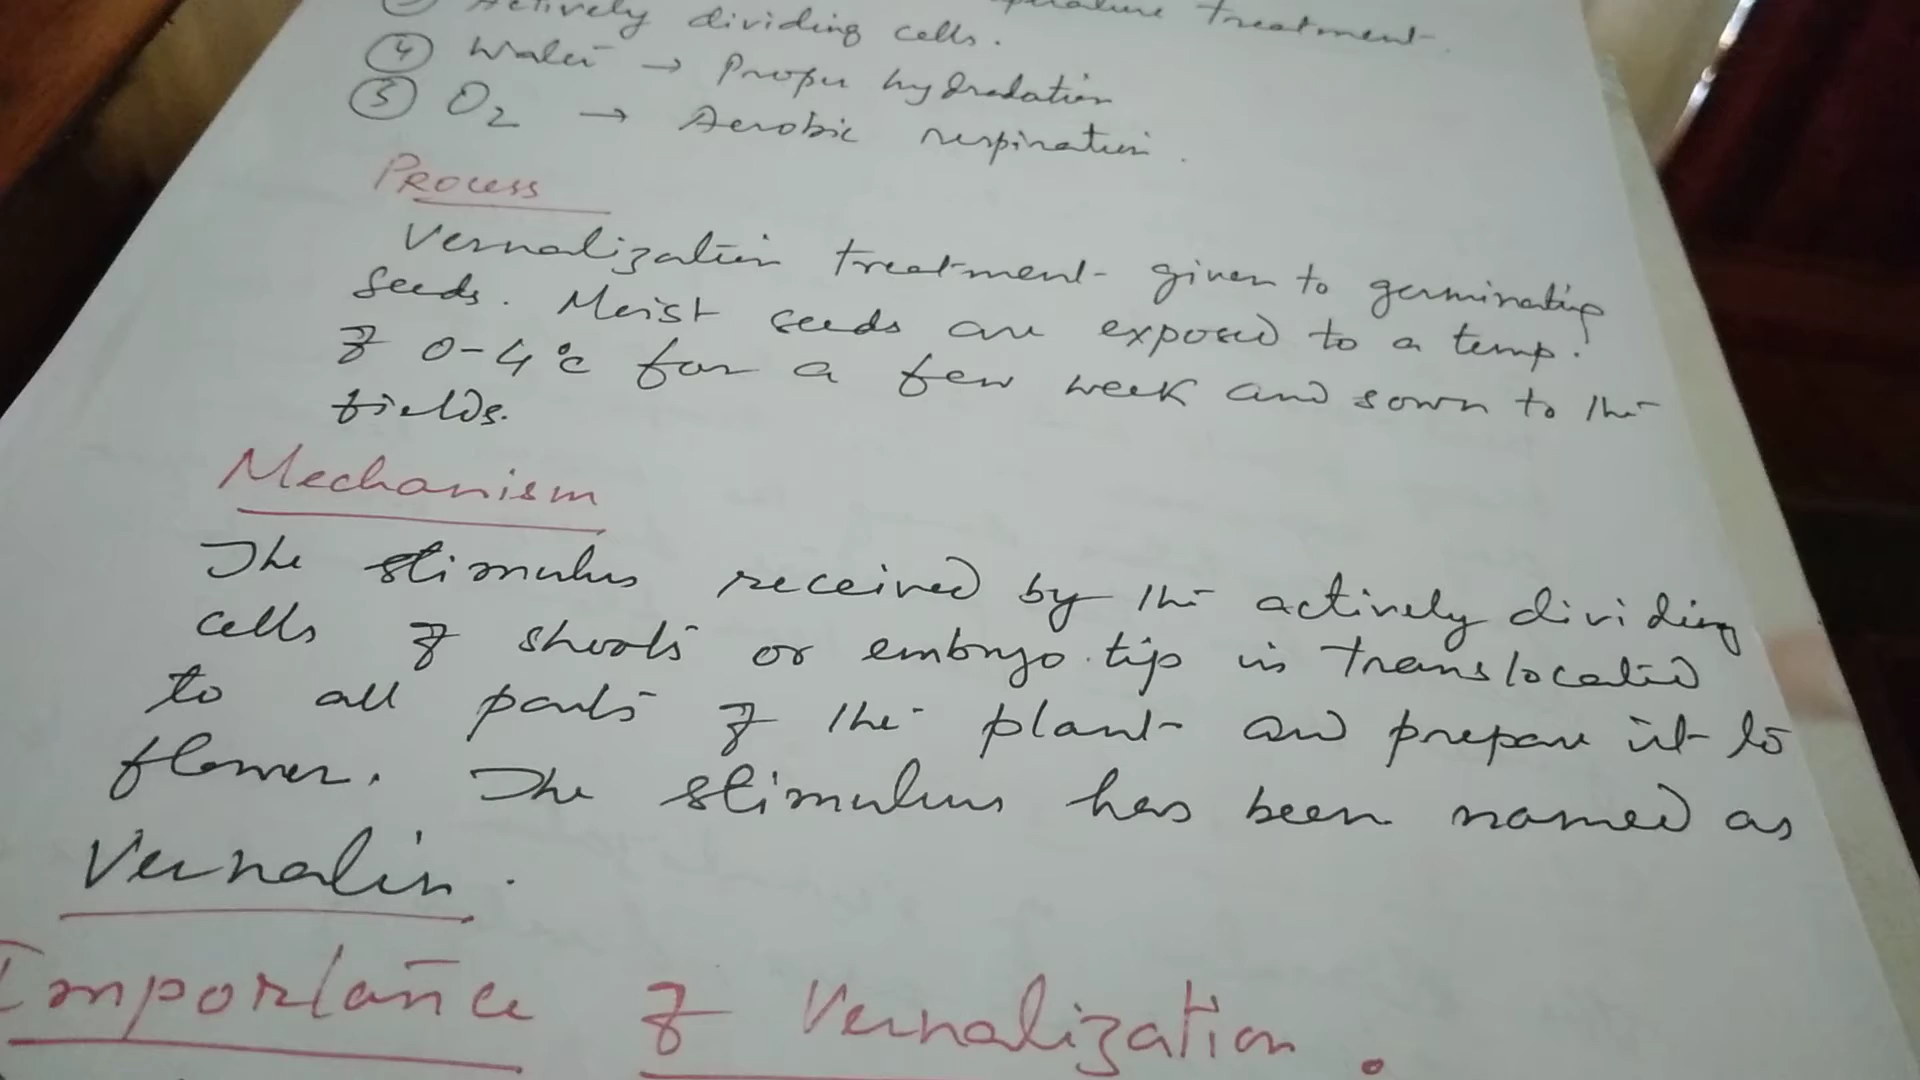 treatment.
③ Actively dividing cells.
④ Water → Proper hydration
⑤ O₂ → Aerobic respiration.
Process
Vernalization treatment given to germinating
seeds. Moist seeds are exposed to a temp.
of 0-4°c for a few week and sown to the
fields.
Mechanism
The stimulus received by the actively dividing
cells of shoots or embryo tip is translocated
to all parts of the plant and prepare it to
flower. The stimulus has been named as
Vernalin.
Importance of Vernalization.